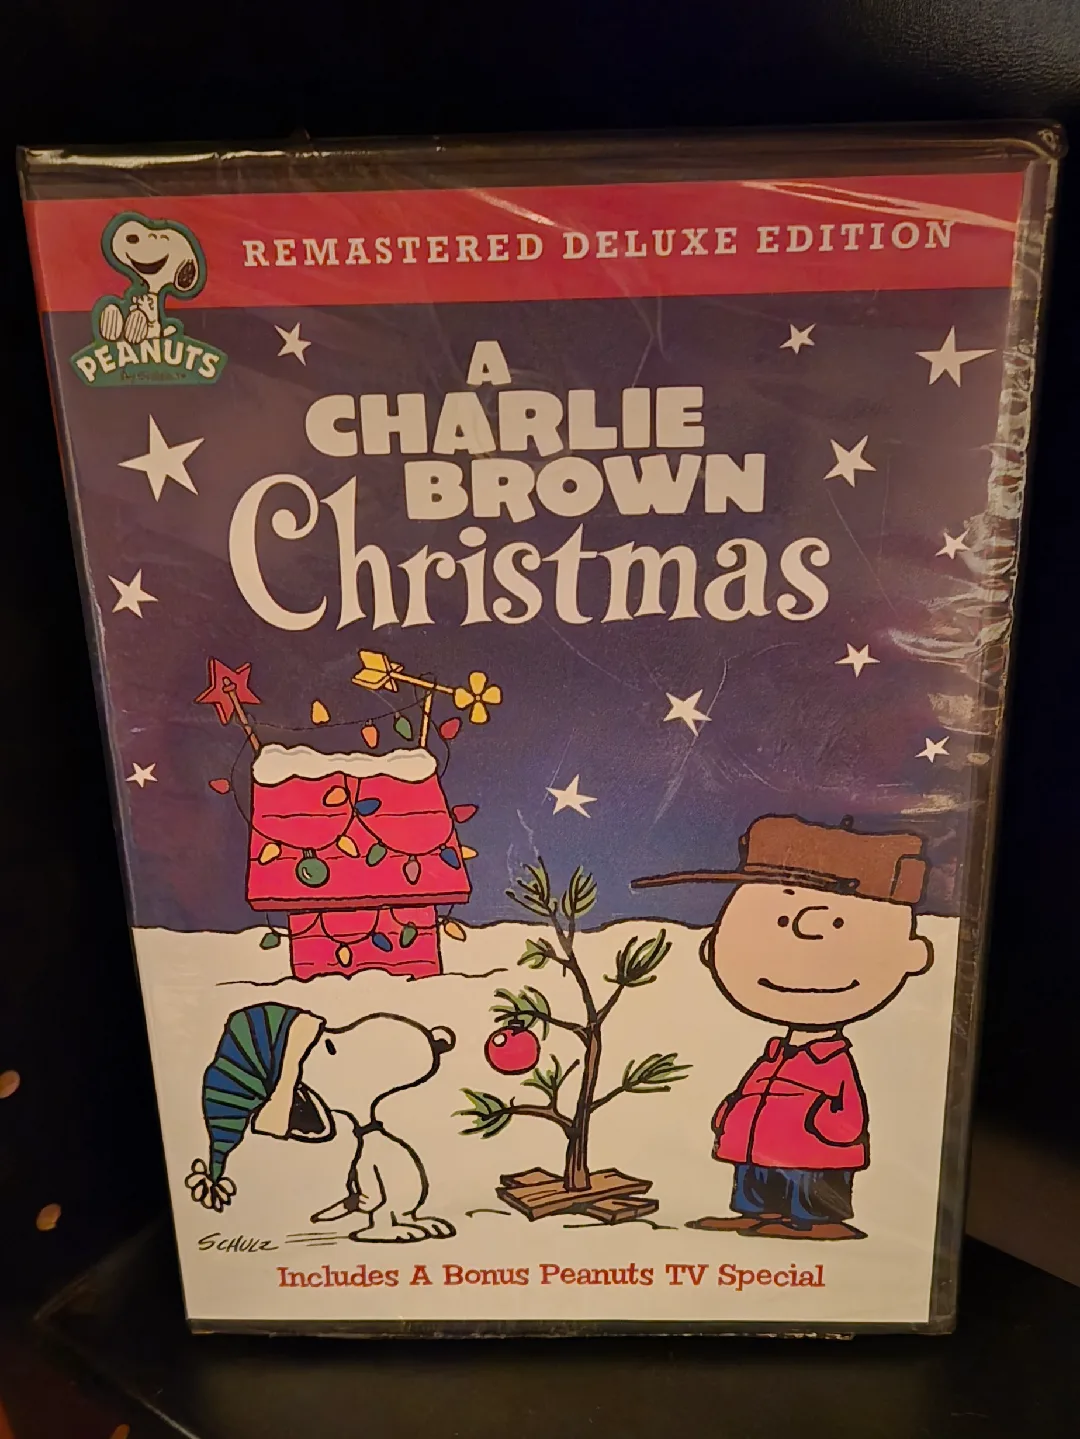 REMASTERED DELUXE EDITION
PEANUTS
A
CHARLIE
BROWN
Christmas
SCHULZ
Includes A Bonus Peanuts TV Special